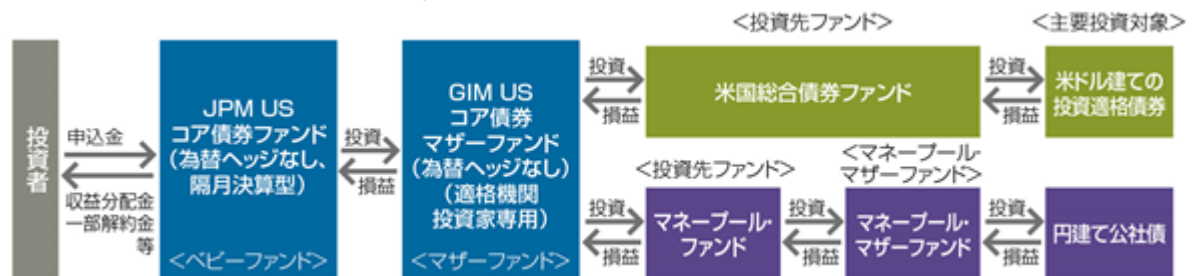 投資者
申込金
収益分配金
一部解約金
等
JPM US
コア債券ファンド
(為替ヘッジなし、
隔月決算型)
<ベビーファンド>
投資
損益
GIM US
コア債券
マザーファンド
(為替ヘッジなし)
(適格機関
投資家専用)
<マザーファンド>
<投資先ファンド>
投資
損益
米国総合債券ファンド
投資
損益
<主要投資対象>
米ドル建ての
投資適格債券
<投資先ファンド>
投資
損益
マネープール・
ファンド
投資
損益
<マネープール・
マザーファンド>
マネープール・
マザーファンド
投資
損益
円建て公社債